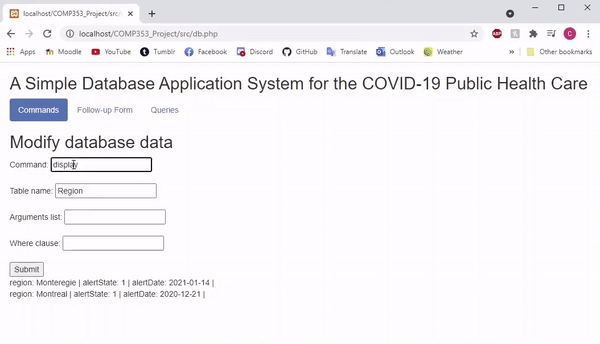 localhost/COMP353_Project/src/d
localhost/COMP353_Project/src/db.php
ABP
C
Apps
Moodle
YouTube
Tumblr
Facebook
Discord
GitHub
Translate
Outlook
Weather
»
Other bookmarks
A Simple Database Application System for the COVID-19 Public Health Care
Commands
Follow-up Form
Queries
Modify database data
Command: display
Table name: Region
Arguments list:
Where clause:
Submit
region: Monteregie | alertState: 1 | alertDate: 2021-01-14 |
region: Montreal | alertState: 1 | alertDate: 2020-12-21 |